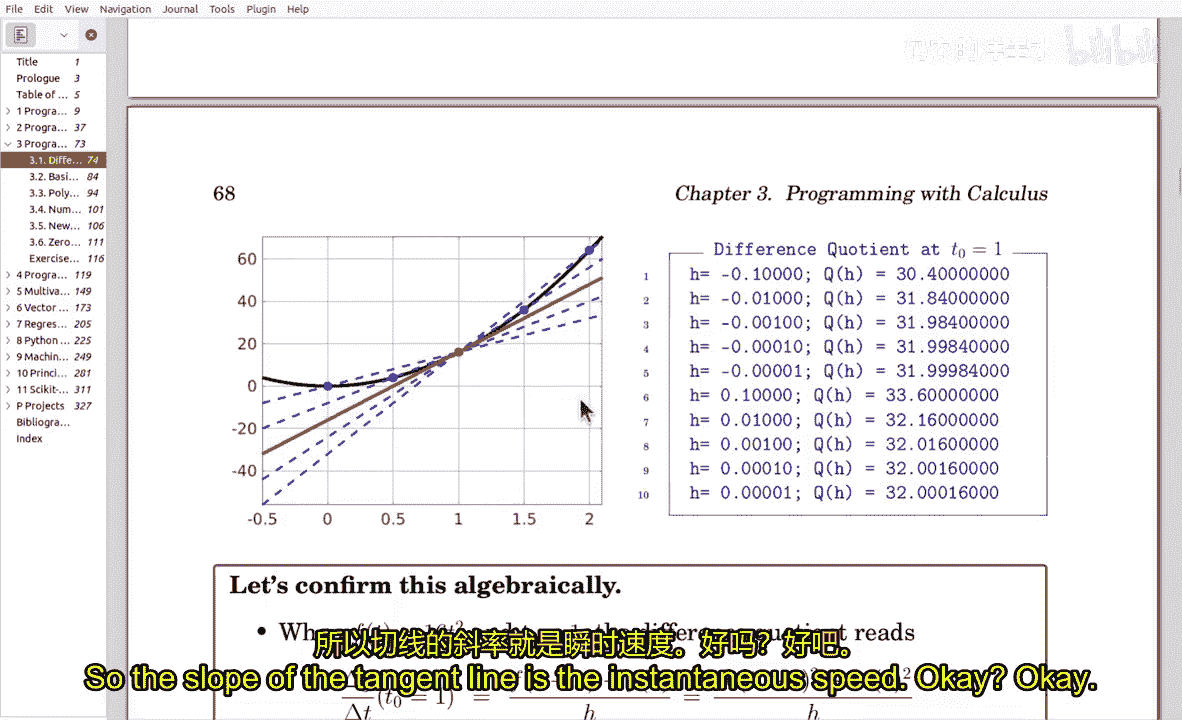 File Edit View Navigation Journal Tools Plugin Help
Title 1
Prologue 3
Table of ... 5
1 Progra... 9
2 Progra... 37
3 Progra... 73
3.1. Diffe... 74
3.2. Basi... 84
3.3. Poly... 94
3.4. Num... 101
3.5. New... 106
3.6. Zero... 111
Exercise... 116
4 Progra... 119
5 Multiva... 149
6 Vector ... 173
7 Regres... 205
8 Python ... 225
9 Machin... 249
10 Princi... 281
11 Scikit-... 311
P Projects 327
Bibliogra...
Index
68
Chapter 3. Programming with Calculus
60
40
20
0
-20
-40
-0.5 0 0.5 1 1.5 2
Difference Quotient at t₀ = 1
1 h= -0.10000; Q(h) = 30.40000000
2 h= -0.01000; Q(h) = 31.84000000
3 h= -0.00100; Q(h) = 31.98400000
4 h= -0.00010; Q(h) = 31.99840000
5 h= -0.00001; Q(h) = 31.99984000
6 h= 0.10000; Q(h) = 33.60000000
7 h= 0.01000; Q(h) = 32.16000000
8 h= 0.00100; Q(h) = 32.01600000
9 h= 0.00010; Q(h) = 32.00160000
10 h= 0.00001; Q(h) = 32.00016000
Let's confirm this algebraically.
quotient reads
所以切线的斜率就是瞬时速度。好吗？好吧。
So the slope of the tangent line is the instantaneous speed. Okay? Okay.